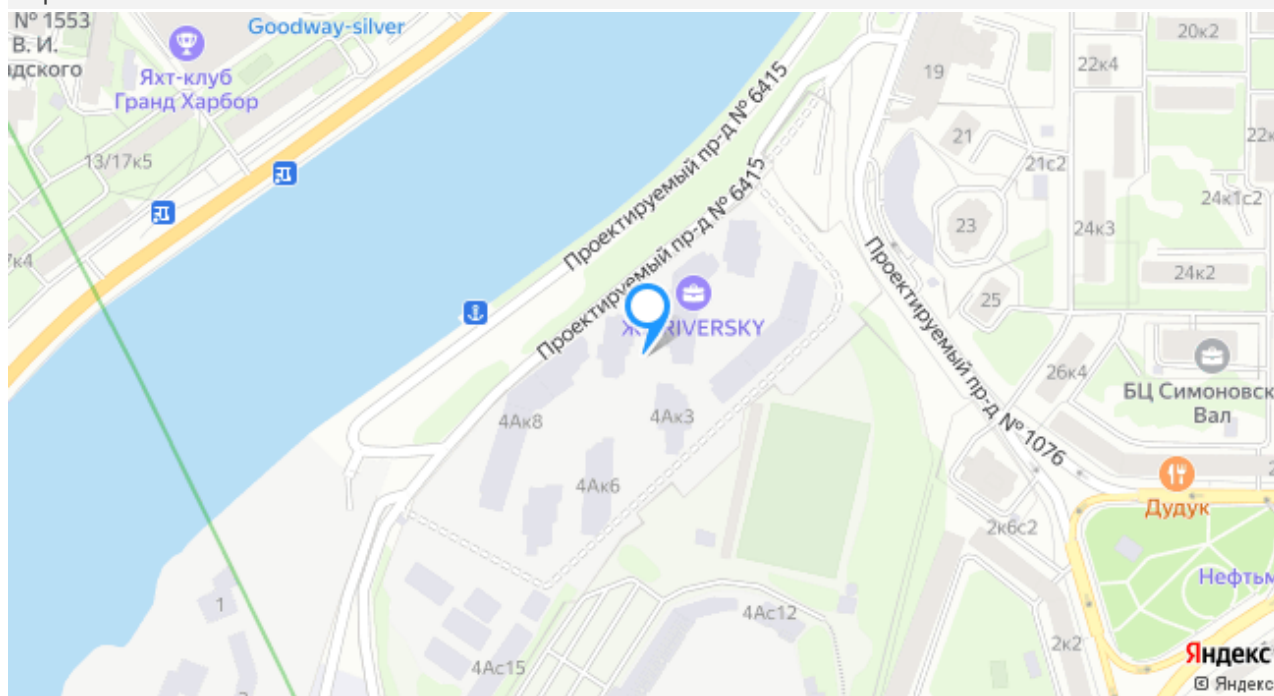 № 1553
В. И.
Яхт-клуб
Гранд Харбор
Goodway-silver
13/17к5
Проектируемый пр-д № 6415
Проектируемый пр-д № 6415
19
21
21с2
23
25
20к2
22к4
24к3
24к1с2
24к2
26к4
Проектируемый пр-д № 1076
RIVERSKY
4Ак8
4Ак3
4Ак6
БЦ Симоновск
Вал
Дудук
2к6с2
Нефтьм
1
4Ас12
4Ас15
2к2
Яндекс
© Яндекс